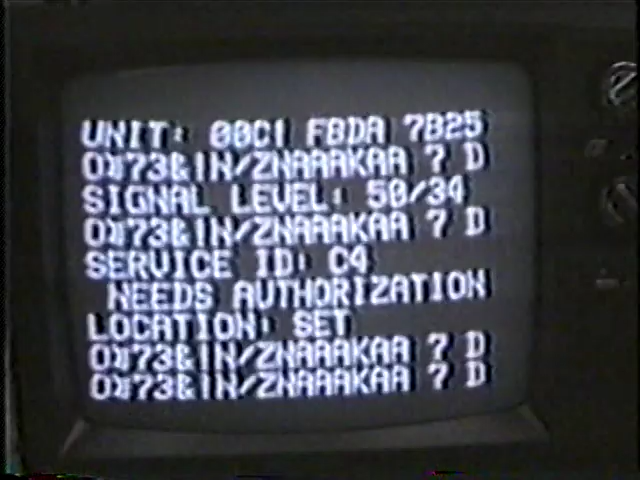 UNIT: 00C1 FBDA 7B25
O}#73&IN/ZNAAAKAA ? D
SIGNAL LEVEL: 50/34
O}#73&IN/ZNAAAKAA ? D
SERVICE ID: C4
NEEDS AUTHORIZATION
LOCATION: SET
O}#73&IN/ZNAAAKAA ? D
O}#73&IN/ZNAAAKAA ? D